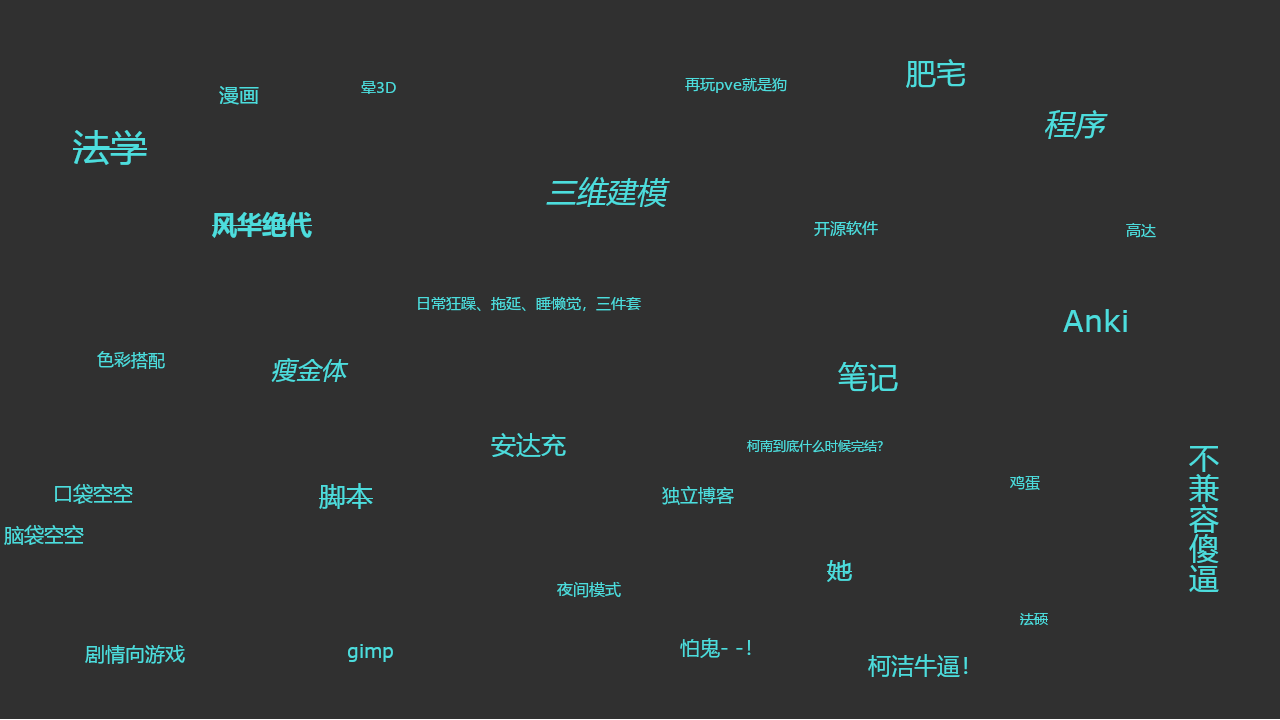 肥宅
再玩pve就是狗
晕3D
漫画
程序
法学
三维建模
风华绝代
开源软件
高达
日常狂躁、拖延、睡懒觉，三件套
Anki
色彩搭配
瘦金体
笔记
安达充
柯南到底什么时候完结?
不兼容傻逼
鸡蛋
口袋空空
脚本
独立博客
脑袋空空
她
夜间模式
法硕
怕鬼- -!
剧情向游戏
gimp
柯洁牛逼!